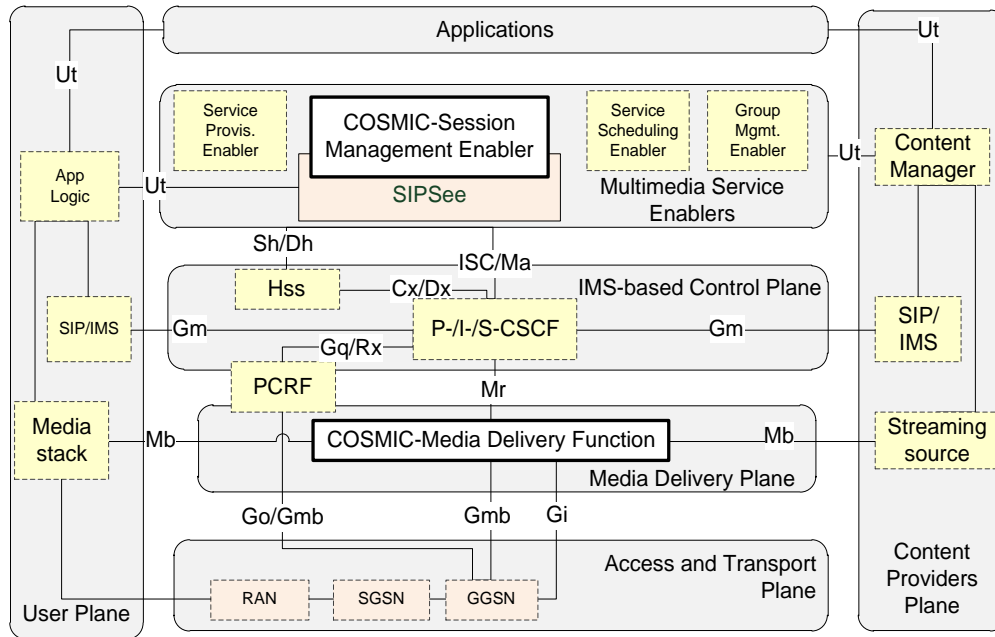 Applications
Ut
Ut
Ut
Service
Provis.
Enabler
COSMIC-Session
Management Enabler
SIPSee
Service
Scheduling
Enabler
Group
Mgmt.
Enabler
Multimedia Service
Enablers
Ut
Content
Manager
App
Logic
Sh/Dh
ISC/Ma
Hss
Cx/Dx
IMS-based Control Plane
SIP/IMS
Gm
P-/I-/S-CSCF
Gm
SIP/
IMS
Gq/Rx
PCRF
Mr
Media
stack
Mb
COSMIC-Media Delivery Function
Mb
Streaming
source
Media Delivery Plane
Go/Gmb
Gmb
Gi
Access and Transport
Plane
RAN
SGSN
GGSN
User Plane
Content
Providers
Plane